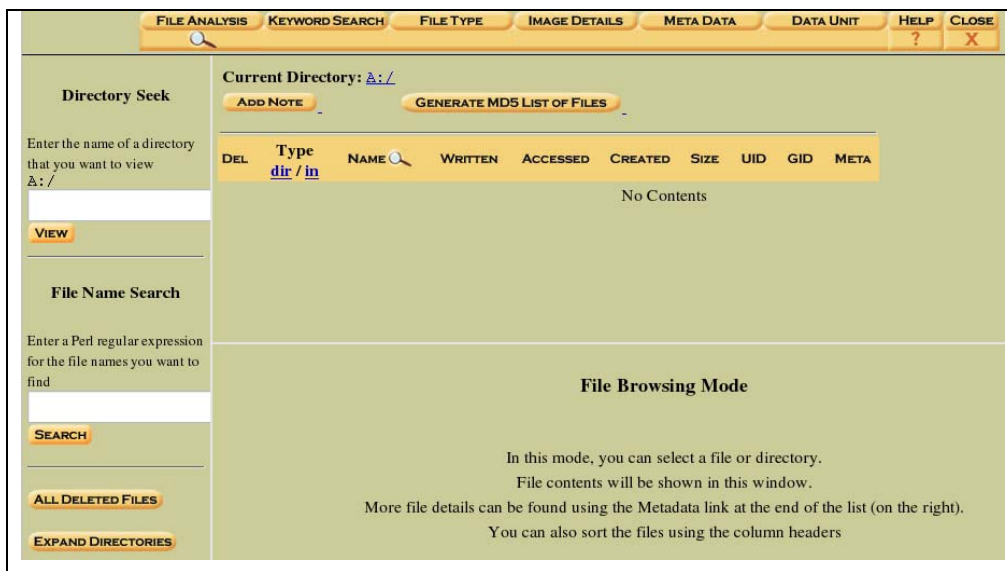 FILE ANALYSIS KEYWORD SEARCH FILE TYPE IMAGE DETAILS META DATA DATA UNIT HELP CLOSE
? X
Directory Seek
Enter the name of a directory
that you want to view
A:/
VIEW
File Name Search
Enter a Perl regular expression
for the file names you want to
find
SEARCH
ALL DELETED FILES
EXPAND DIRECTORIES
Current Directory: A:/
ADD NOTE GENERATE MD5 LIST OF FILES
DEL Type NAME WRITTEN ACCESSED CREATED SIZE UID GID META
dir / in
No Contents
File Browsing Mode
In this mode, you can select a file or directory.
File contents will be shown in this window.
More file details can be found using the Metadata link at the end of the list (on the right).
You can also sort the files using the column headers